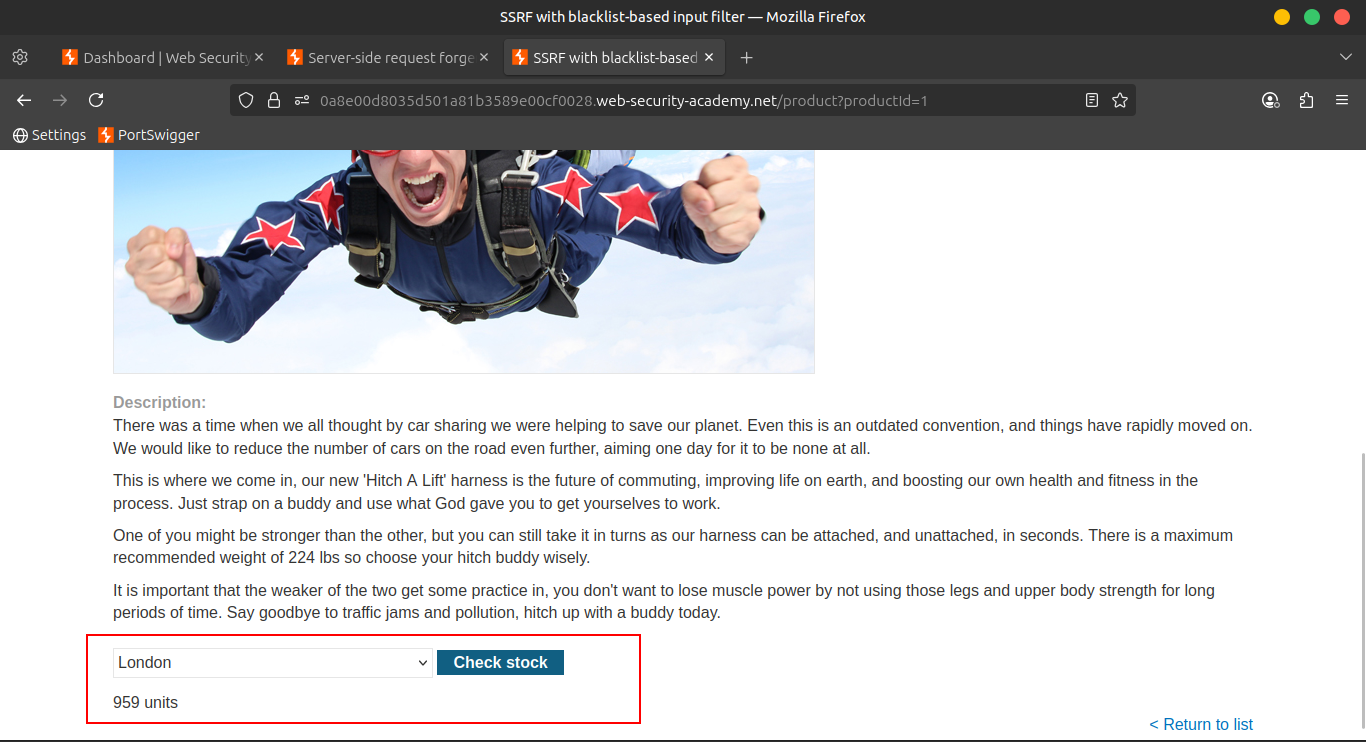 SSRF with blacklist-based input filter — Mozilla Firefox
Dashboard | Web Security
Server-side request forge
SSRF with blacklist-based
0a8e00d8035d501a81b3589e00cf0028.web-security-academy.net/product?productId=1
Settings
PortSwigger
Description:
There was a time when we all thought by car sharing we were helping to save our planet. Even this is an outdated convention, and things have rapidly moved on.
We would like to reduce the number of cars on the road even further, aiming one day for it to be none at all.
This is where we come in, our new 'Hitch A Lift' harness is the future of commuting, improving life on earth, and boosting our own health and fitness in the
process. Just strap on a buddy and use what God gave you to get yourselves to work.
One of you might be stronger than the other, but you can still take it in turns as our harness can be attached, and unattached, in seconds. There is a maximum
recommended weight of 224 lbs so choose your hitch buddy wisely.
It is important that the weaker of the two get some practice in, you don't want to lose muscle power by not using those legs and upper body strength for long
periods of time. Say goodbye to traffic jams and pollution, hitch up with a buddy today.
London
Check stock
959 units
< Return to list